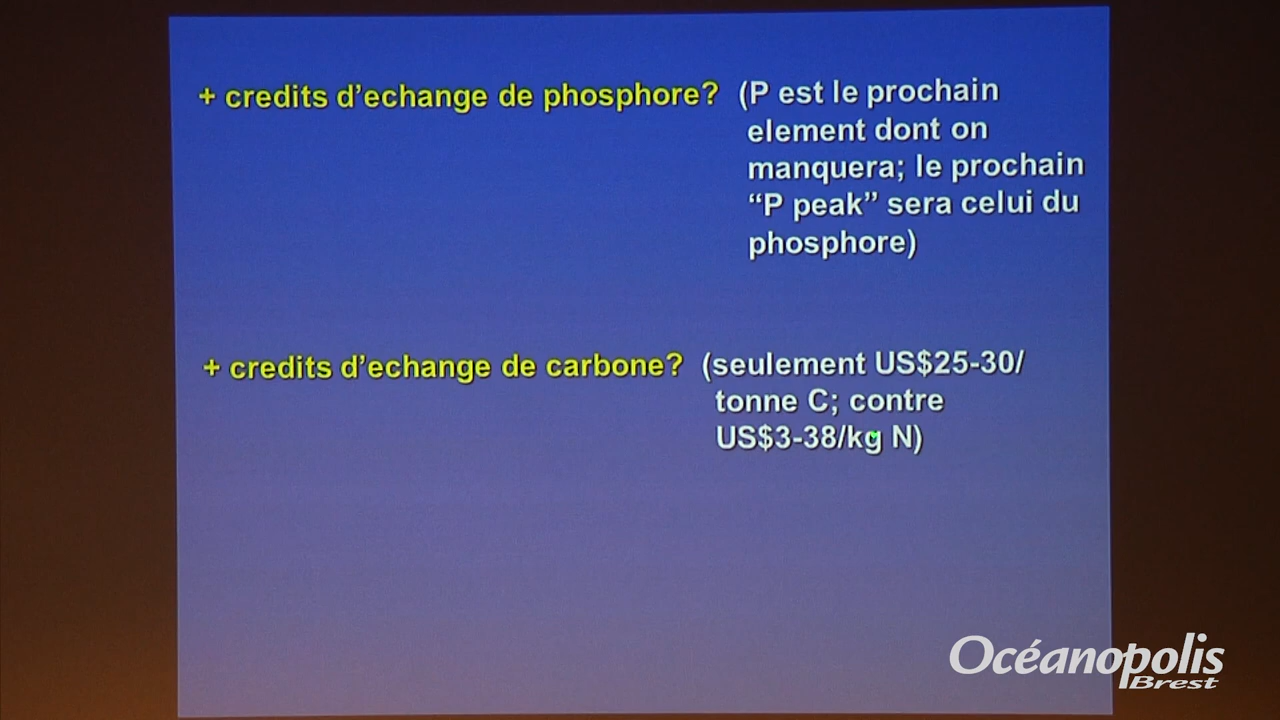 + credits d'echange de phosphore? (P est le prochain
element dont on
manquera; le prochain
“P peak” sera celui du
phosphore)
+ credits d'echange de carbone? (seulement US$25-30/
tonne C; contre
US$3-38/kg N)
Océanopolis
Brest